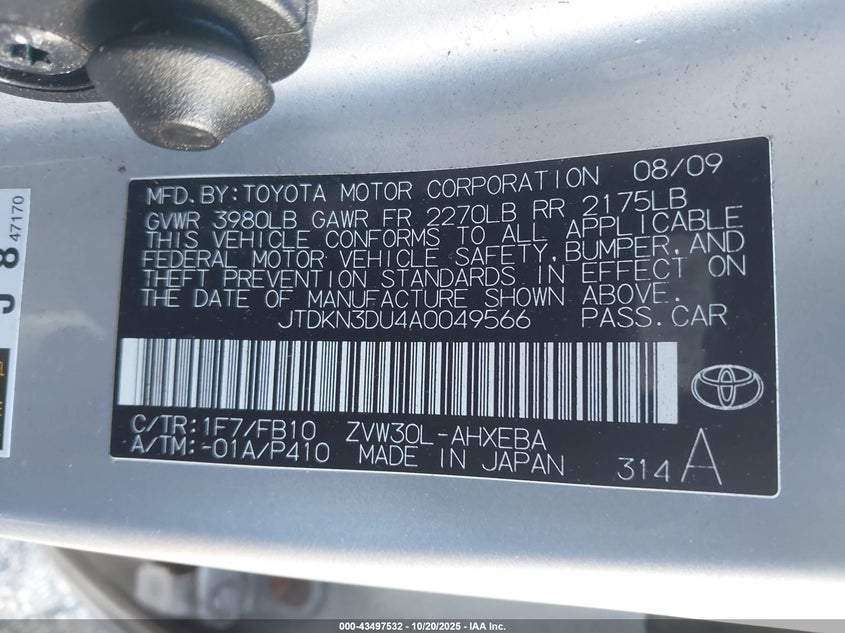 MFD.BY:TOYOTA MOTOR CORPORATION 08/09
GVWR 3980LB GAWR FR 2270LB RR 2175LB
THIS VEHICLE CONFORMS TO ALL APPLICABLE
FEDERAL MOTOR VEHICLE SAFETY,BUMPER,AND
THEFT PREVENTION STANDARDS IN EFFECT ON
THE DATE OF MANUFACTURE SHOWN ABOVE.
JTDKN3DU4A0049566 PASS.CAR
C/TR:1F7/FB10 ZVW30L-AHXEBA
A/TM:-01A/P410 MADE IN JAPAN 314A
47170
000-43497532 - 10/20/2025 - IAA Inc.